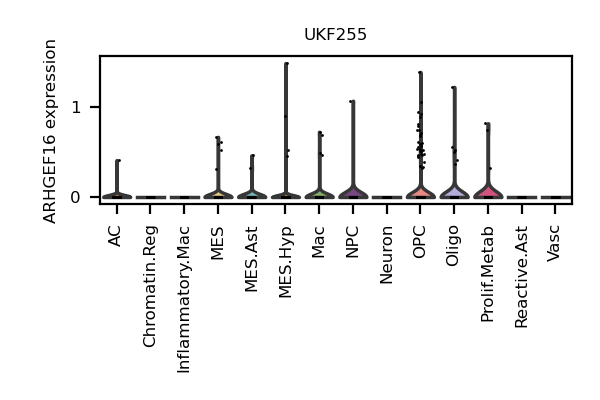 UKF255
ARHGEF16 expression
1
0
AC
Chromatin.Reg
Inflammatory.Mac
MES
MES.Ast
MES.Hyp
Mac
NPC
Neuron
OPC
Oligo
Prolif.Metab
Reactive.Ast
Vasc